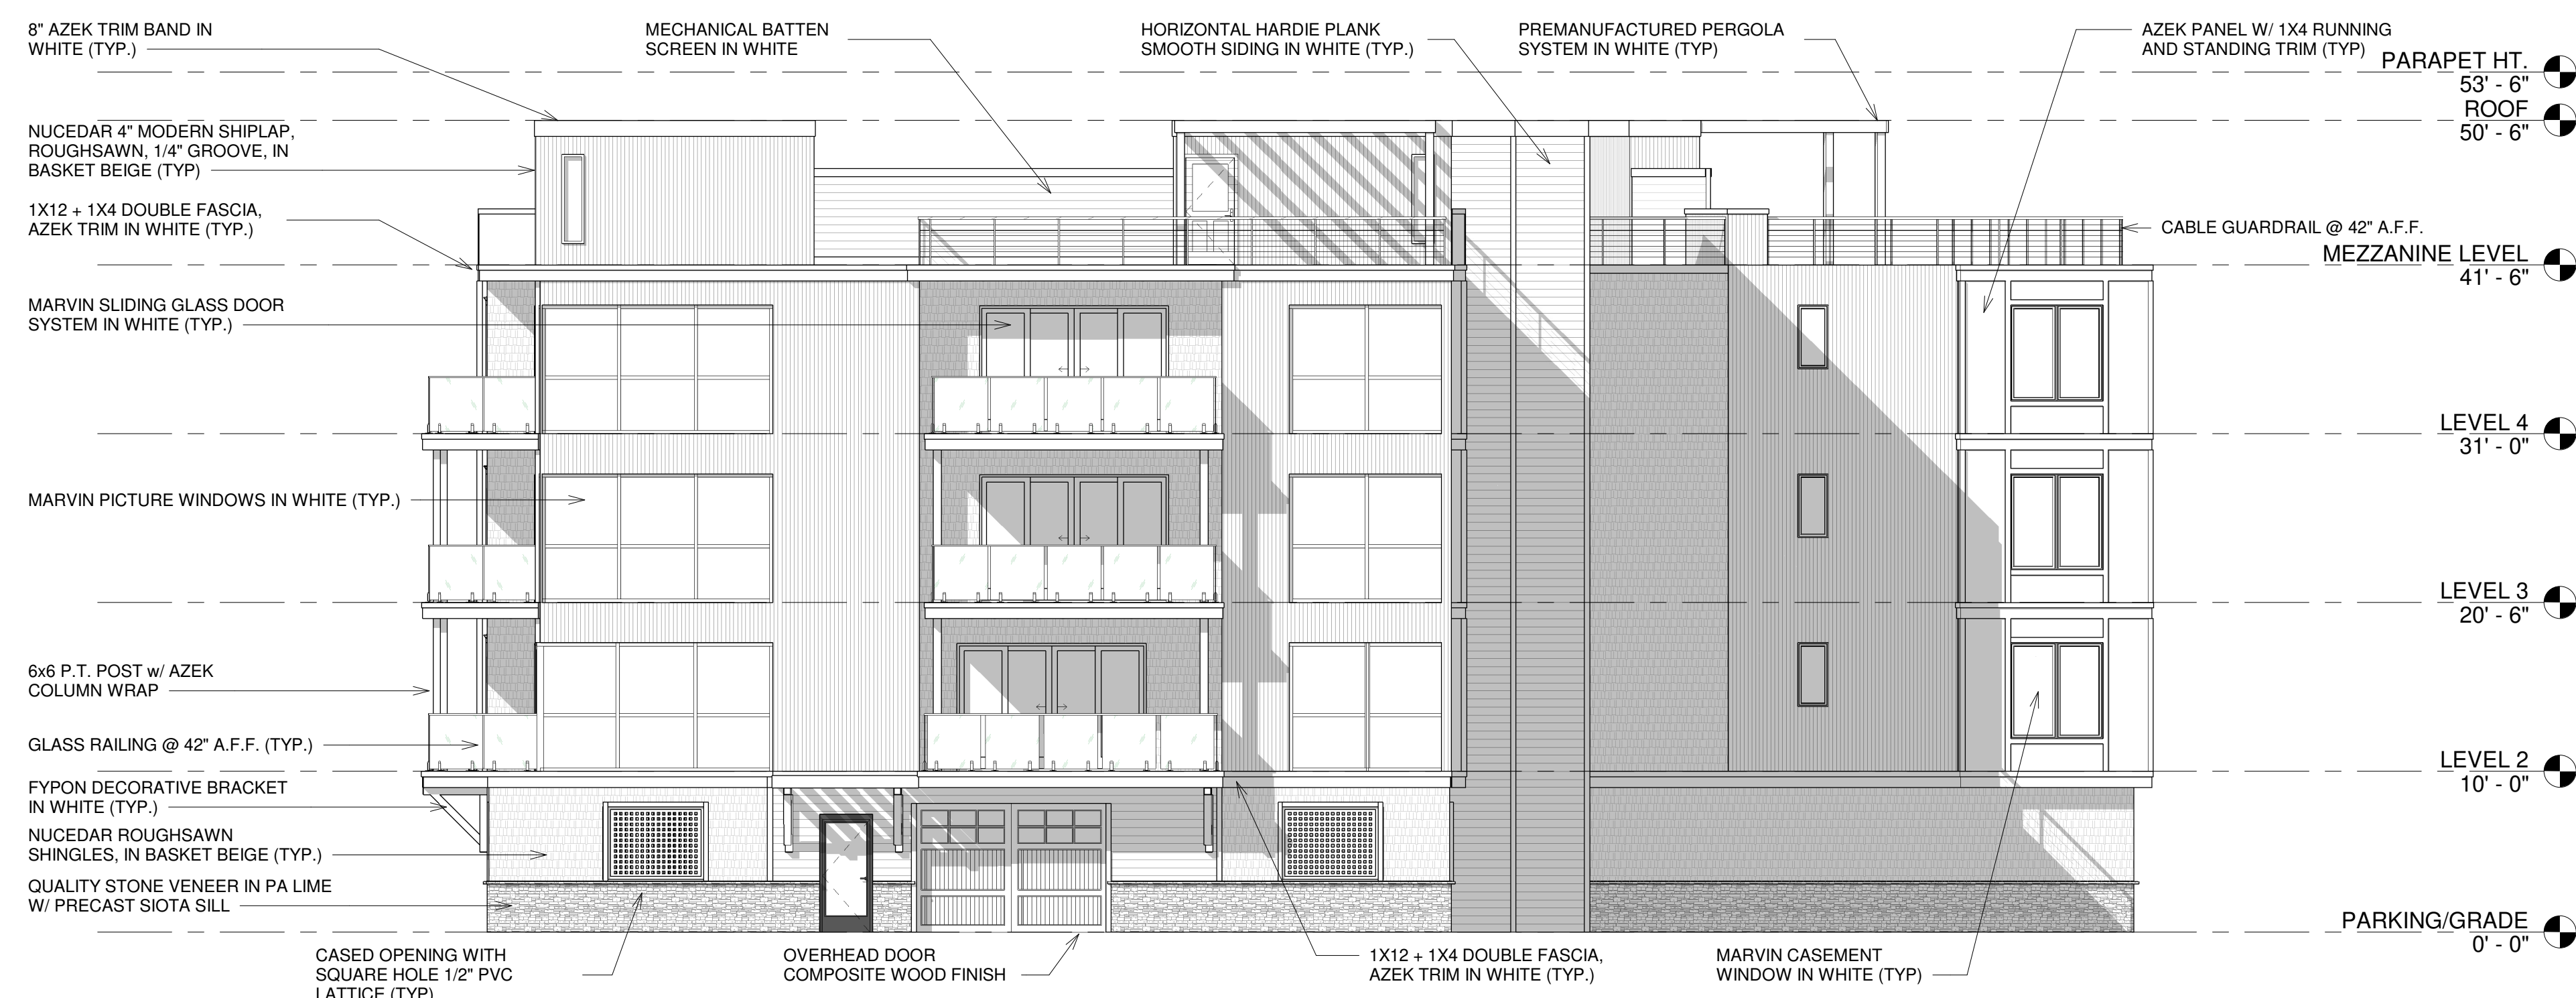 8" AZEK TRIM BAND IN
WHITE (TYP.)
MECHANICAL BATTEN
SCREEN IN WHITE
HORIZONTAL HARDIE PLANK
SMOOTH SIDING IN WHITE (TYP.)
PREMANUFACTURED PERGOLA
SYSTEM IN WHITE (TYP)
AZEK PANEL W/ 1X4 RUNNING
AND STANDING TRIM (TYP)
PARAPET HT.
53' - 6"
ROOF
50' - 6"
NUCEDAR 4" MODERN SHIPLAP,
ROUGHSAWN, 1/4" GROOVE, IN
BASKET BEIGE (TYP)
1X12 + 1X4 DOUBLE FASCIA,
AZEK TRIM IN WHITE (TYP.)
CABLE GUARDRAIL @ 42" A.F.F.
MEZZANINE LEVEL
41' - 6"
MARVIN SLIDING GLASS DOOR
SYSTEM IN WHITE (TYP.)
LEVEL 4
31' - 0"
MARVIN PICTURE WINDOWS IN WHITE (TYP.)
LEVEL 3
20' - 6"
6x6 P.T. POST w/ AZEK
COLUMN WRAP
GLASS RAILING @ 42" A.F.F. (TYP.)
LEVEL 2
10' - 0"
FYPON DECORATIVE BRACKET
IN WHITE (TYP.)
NUCEDAR ROUGHSAWN
SHINGLES, IN BASKET BEIGE (TYP.)
QUALITY STONE VENEER IN PA LIME
W/ PRECAST SIOTA SILL
PARKING/GRADE
0' - 0"
CASED OPENING WITH
SQUARE HOLE 1/2" PVC
LATTICE (TYP)
OVERHEAD DOOR
COMPOSITE WOOD FINISH
1X12 + 1X4 DOUBLE FASCIA,
AZEK TRIM IN WHITE (TYP.)
MARVIN CASEMENT
WINDOW IN WHITE (TYP)